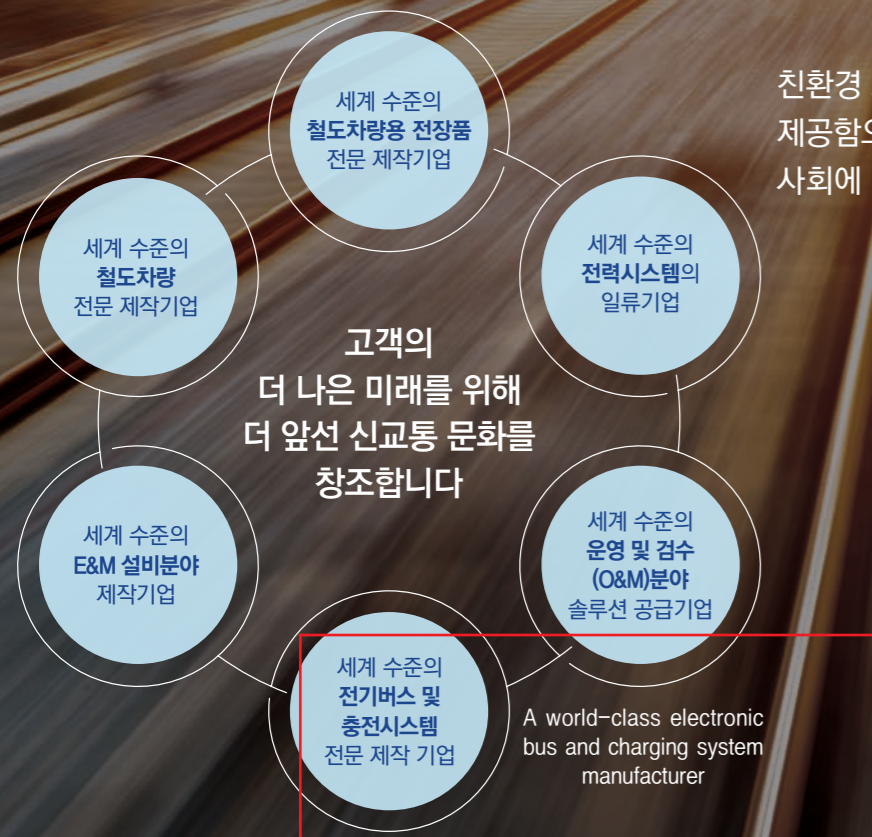 친환경
제공함으
사회에
세계 수준의
철도차량용 전장품
전문 제작기업
세계 수준의
철도차량
전문 제작기업
세계 수준의
전력시스템의
일류기업
고객의
더 나은 미래를 위해
더 앞선 신교통 문화를
창조합니다
세계 수준의
E&M 설비분야
제작기업
세계 수준의
운영 및 검수
(O&M)분야
솔루션 공급기업
세계 수준의
전기버스 및
충전시스템
전문 제작 기업
A world-class electronic
bus and charging system
manufacturer